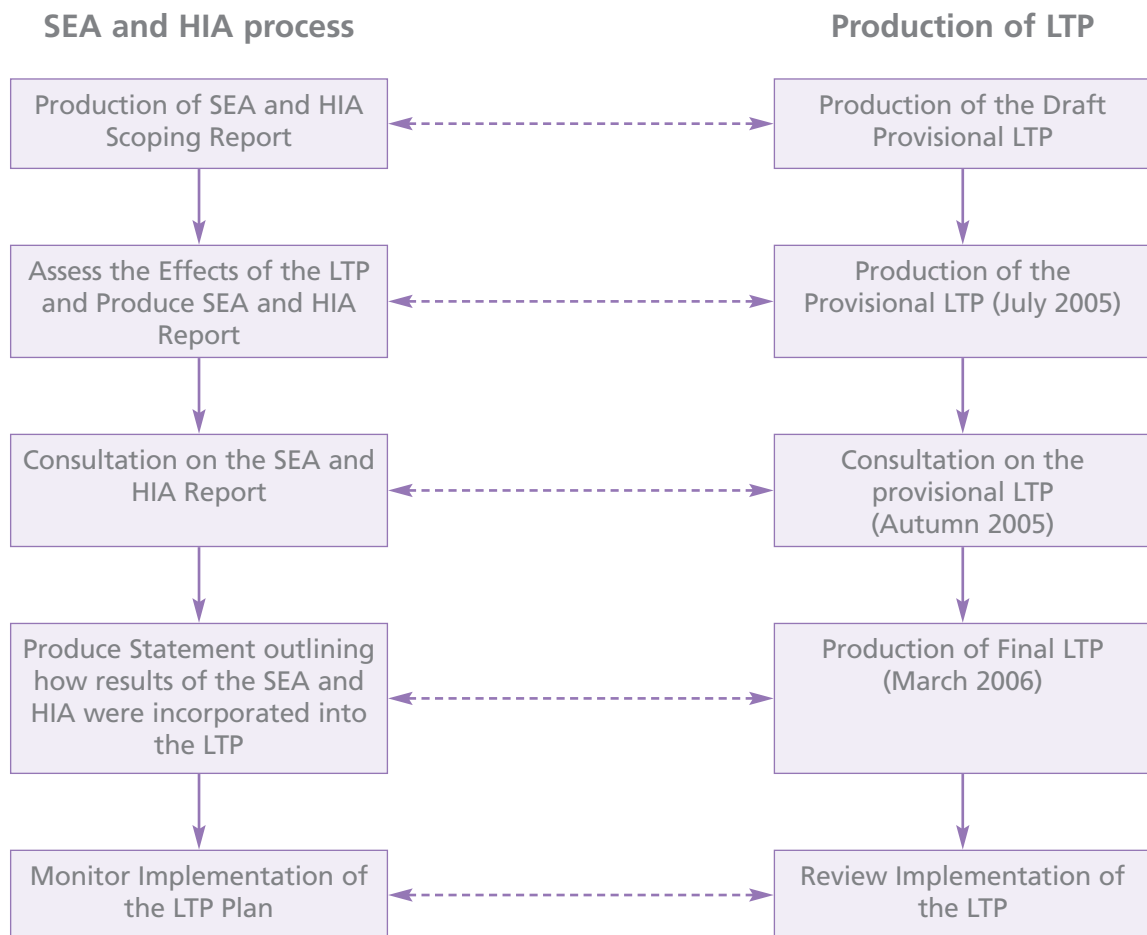 SEA and HIA process
Production of LTP
Production of SEA and HIA
Scoping Report
Production of the Draft
Provisional LTP
Assess the Effects of the LTP
and Produce SEA and HIA
Report
Production of the
Provisional LTP (July 2005)
Consultation on the SEA and
HIA Report
Consultation on the
provisional LTP
(Autumn 2005)
Produce Statement outlining
how results of the SEA and
HIA were incorporated into
the LTP
Production of Final LTP
(March 2006)
Monitor Implementation of
the LTP Plan
Review Implementation of
the LTP